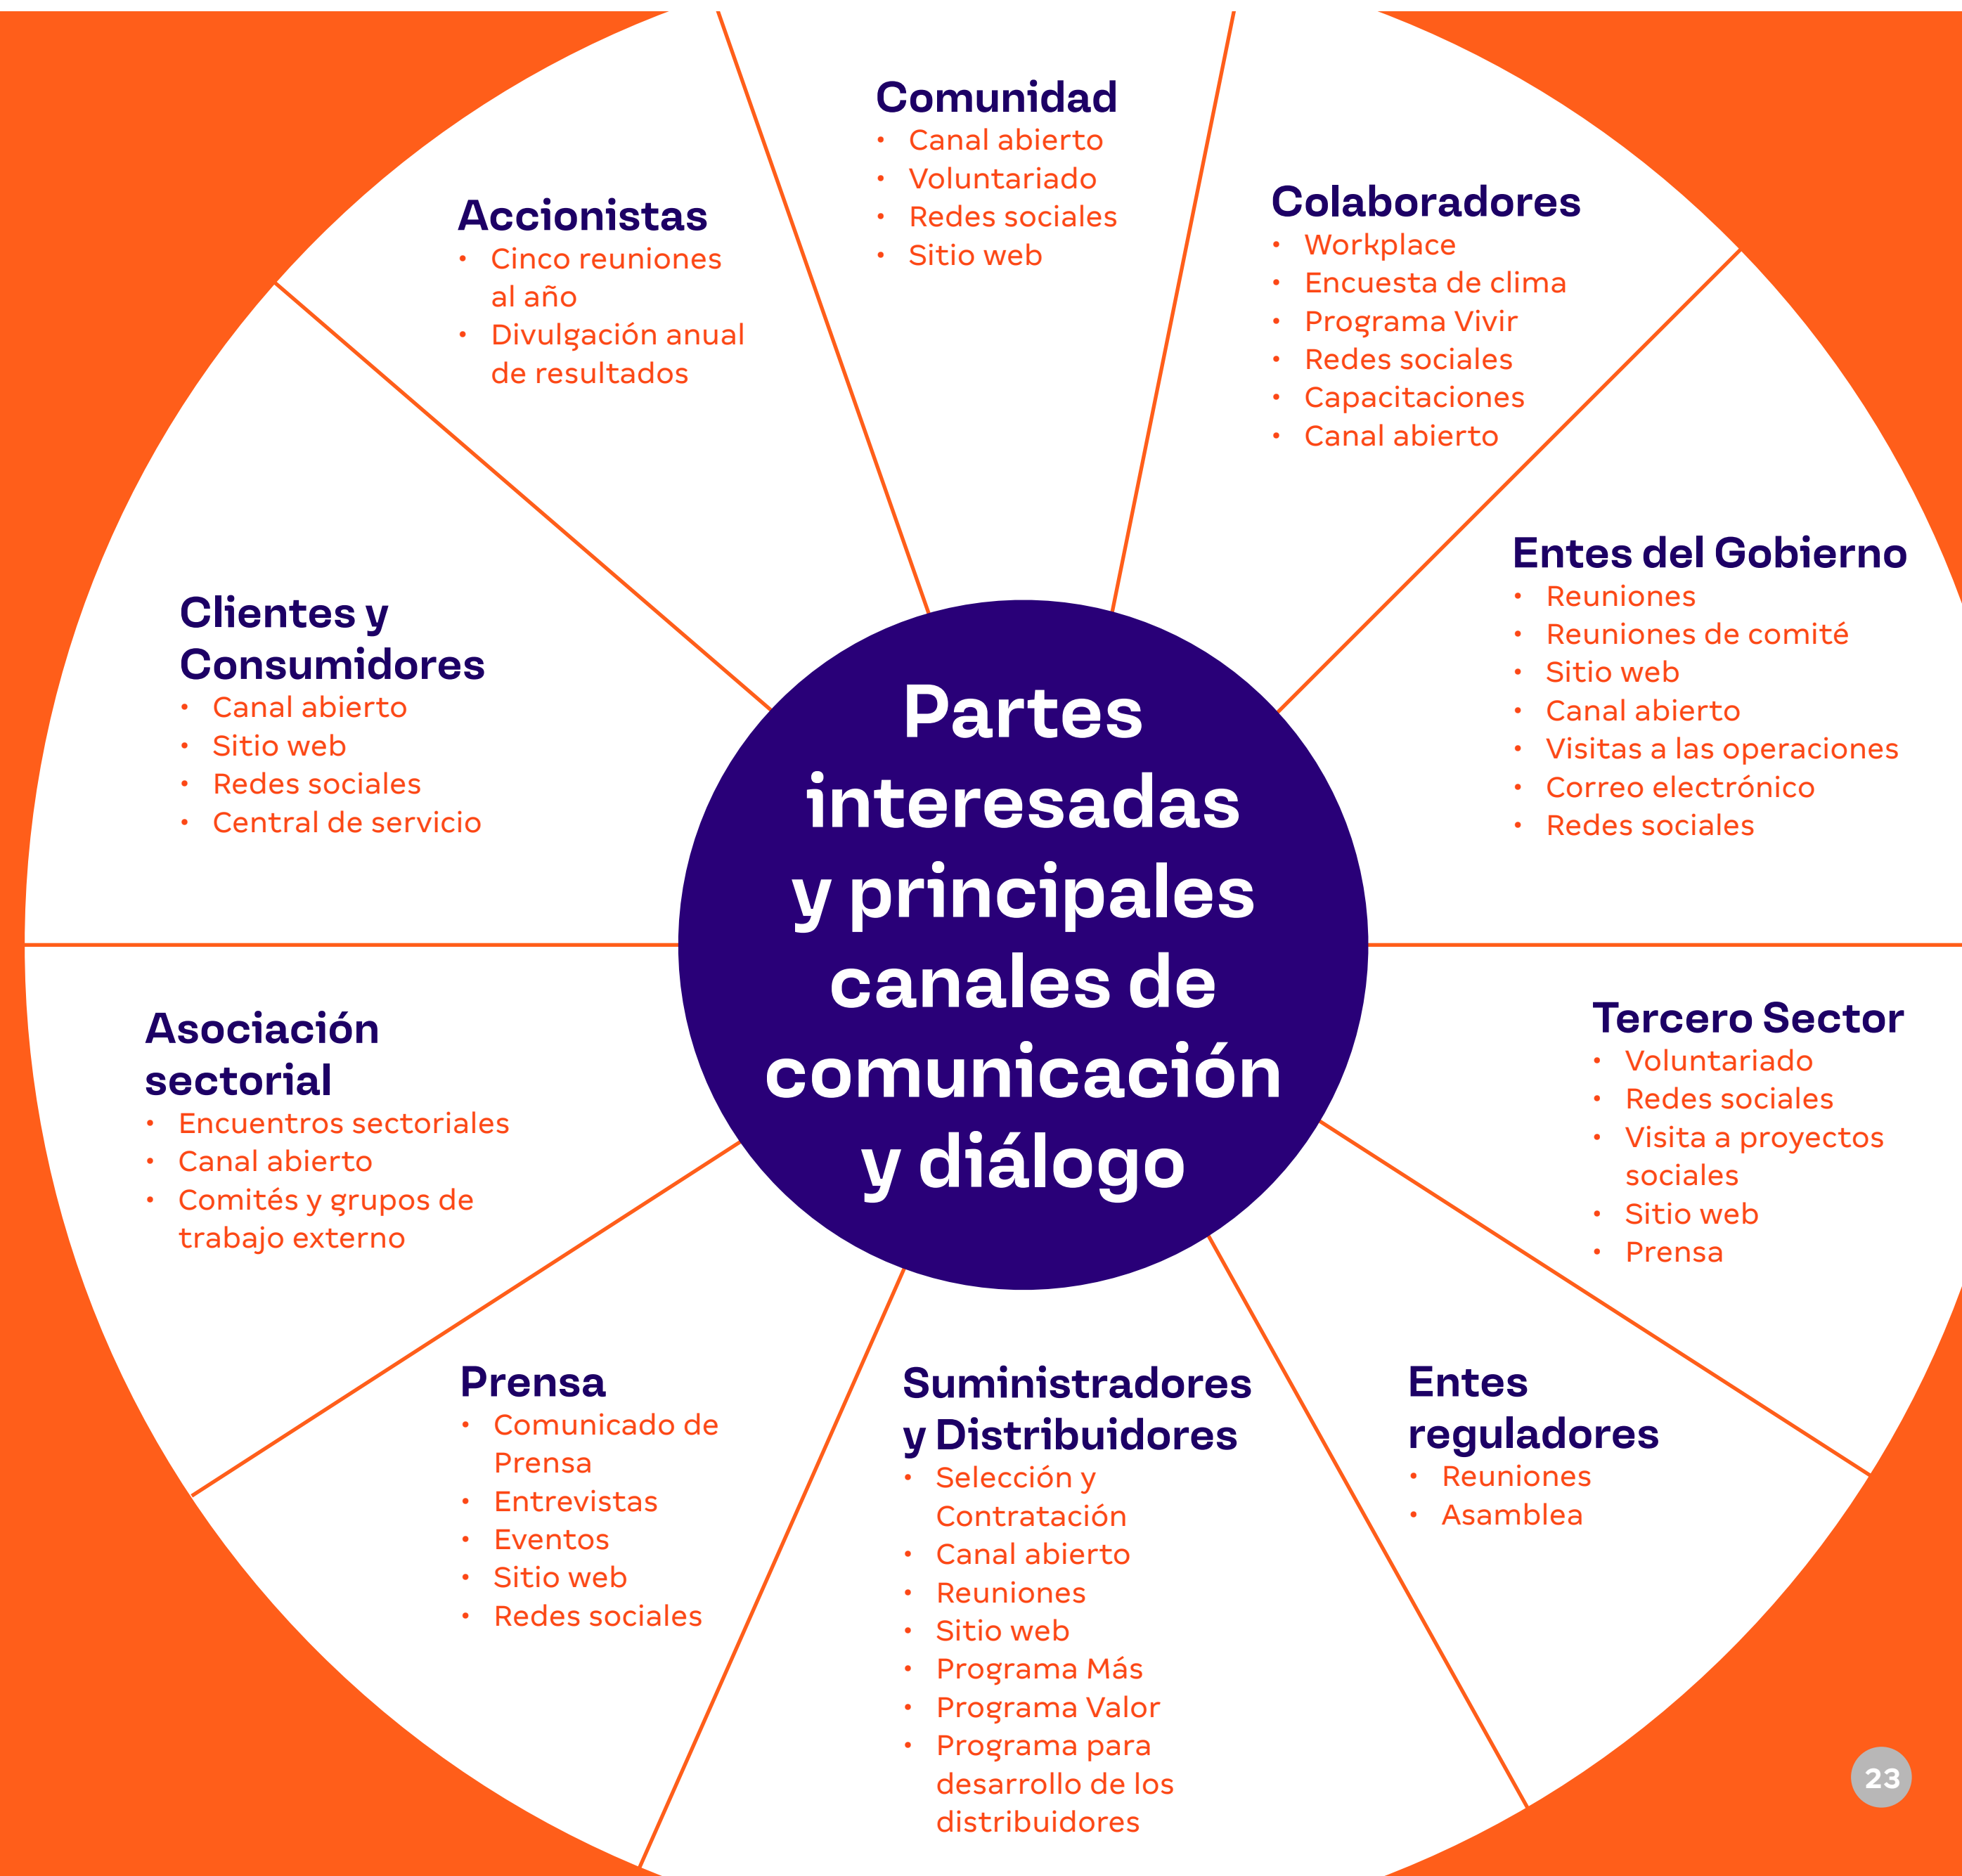 Comunidad
• Canal abierto
• Voluntariado
• Redes sociales
• Sitio web
Colaboradores
• Workplace
• Encuesta de clima
• Programa Vivir
• Redes sociales
• Capacitaciones
• Canal abierto
Entes del Gobierno
• Reuniones
• Reuniones de comité
• Sitio web
• Canal abierto
• Visitas a las operaciones
• Correo electrónico
• Redes sociales
Tercero Sector
• Voluntariado
• Redes sociales
• Visita a proyectos
sociales
• Sitio web
• Prensa
Entes
reguladores
• Reuniones
• Asamblea
Suministradores
y Distribuidores
• Selección y
Contratación
• Canal abierto
• Reuniones
• Sitio web
• Programa Más
• Programa Valor
• Programa para
desarrollo de los
distribuidores
Prensa
• Comunicado de
Prensa
• Entrevistas
• Eventos
• Sitio web
• Redes sociales
Asociación
sectorial
• Encuentros sectoriales
• Canal abierto
• Comités y grupos de
trabajo externo
Clientes y
Consumidores
• Canal abierto
• Sitio web
• Redes sociales
• Central de servicio
Accionistas
• Cinco reuniones
al año
• Divulgación anual
de resultados
Partes
interesadas
y principales
canales de
comunicación
y diálogo
23